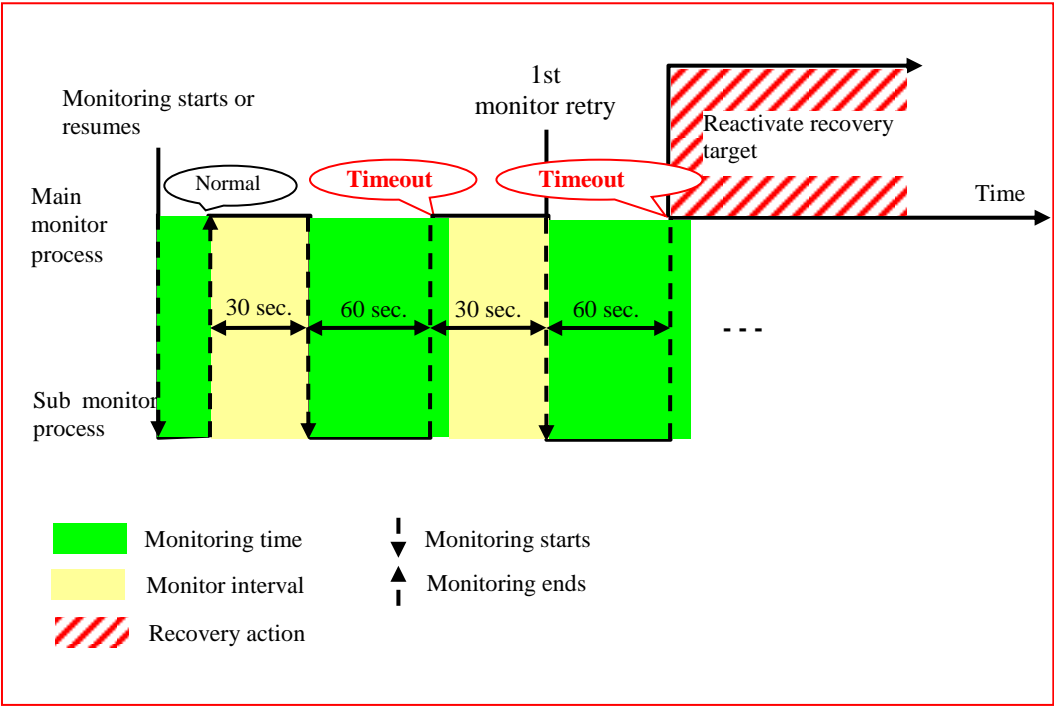 Monitoring starts or
resumes
1st
monitor retry
Reactivate recovery
target
Normal
Timeout
Timeout
Time
Main
monitor
process
30 sec.
60 sec.
30 sec.
60 sec.
- - -
Sub monitor
process
Monitoring time
Monitoring starts
Monitor interval
Monitoring ends
Recovery action